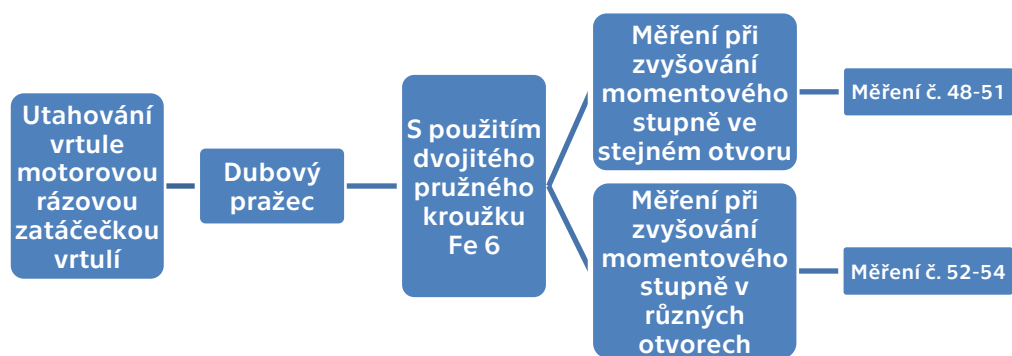 Utahování
vrtule
motorovou
rázovou
zatáčečkou
vrtulí
Dubový
pražec
S použitím
dvojitého
pružného
kroužku
Fe 6
Měření při
zvyšování
momentového
stupně ve
stejném otvoru
Měření č. 48-51
Měření při
zvyšování
momentového
stupně v
různých
otvorech
Měření č. 52-54